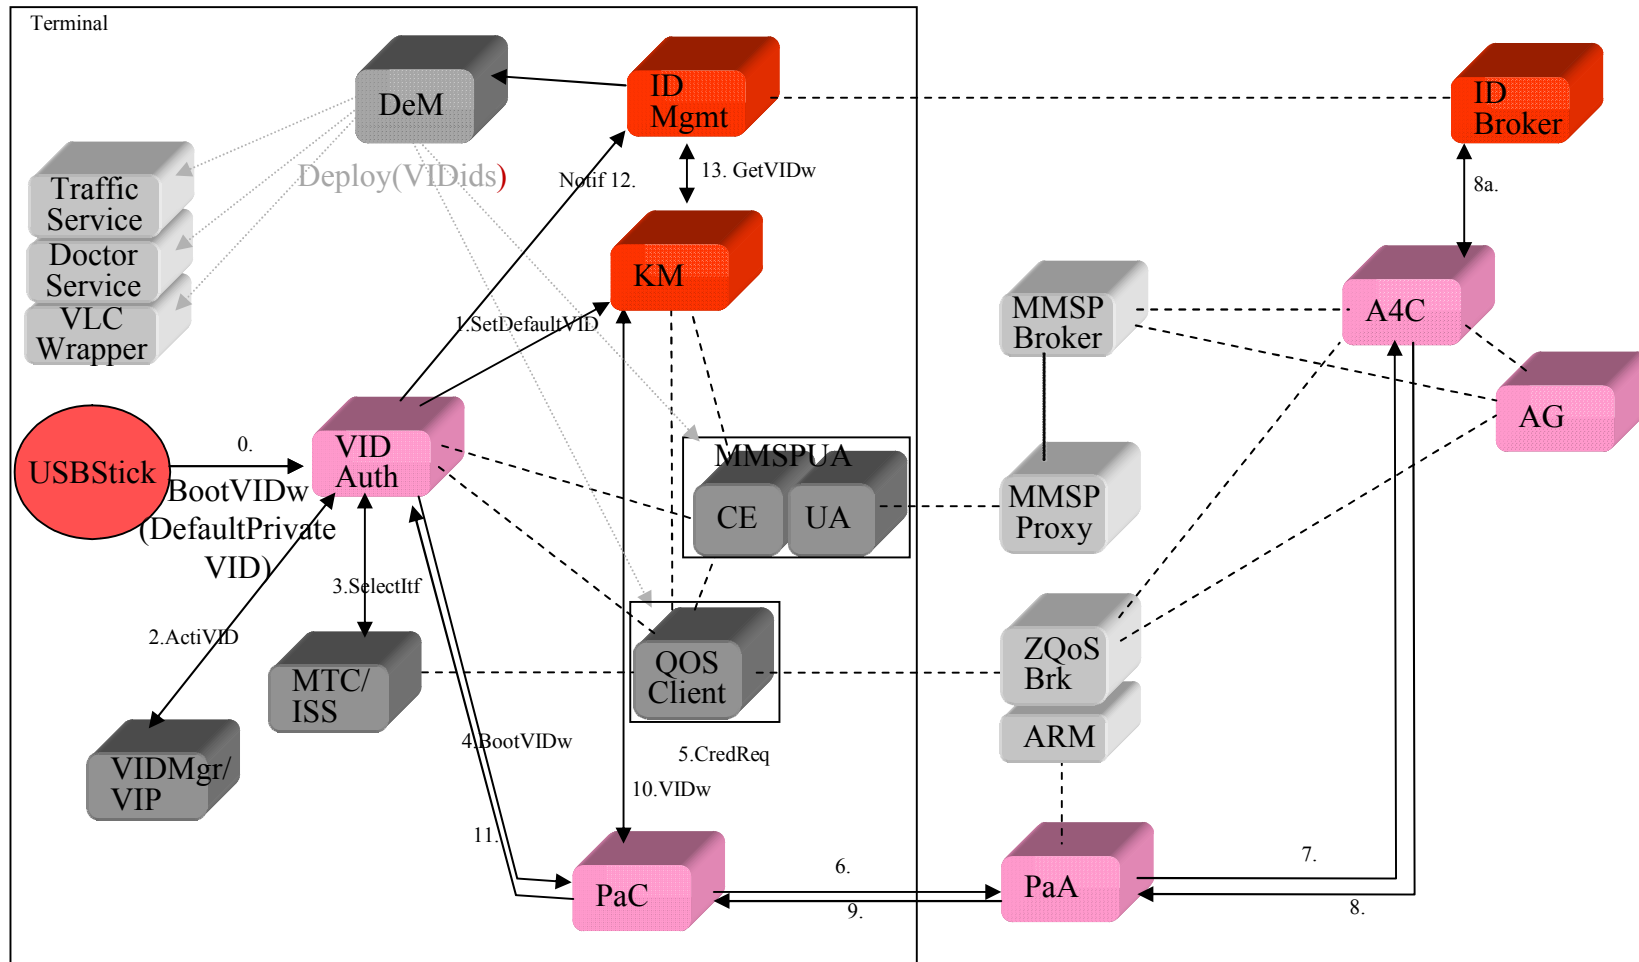 Terminal
DeM
ID
Mgmt
ID
Broker
Deploy(VIDids)
Notif 12.
13. GetVIDw
8a.
Traffic
Service
Doctor
Service
VLC
Wrapper
KM
MMSP
Broker
A4C
1.SetDefaultVID
AG
USBStick
0.
BootVIDw
(DefaultPrivate
VID)
VID
Auth
MMSPUA
CE
UA
MMSP
Proxy
3.SelectItf
2.ActiVID
MTC/
ISS
QOS
Client
ZQoS
Brk
ARM
VIDMgr/
VIP
4.BootVIDw
5.CredReq
10.VIDw
11.
PaC
6.
9.
PaA
7.
8.